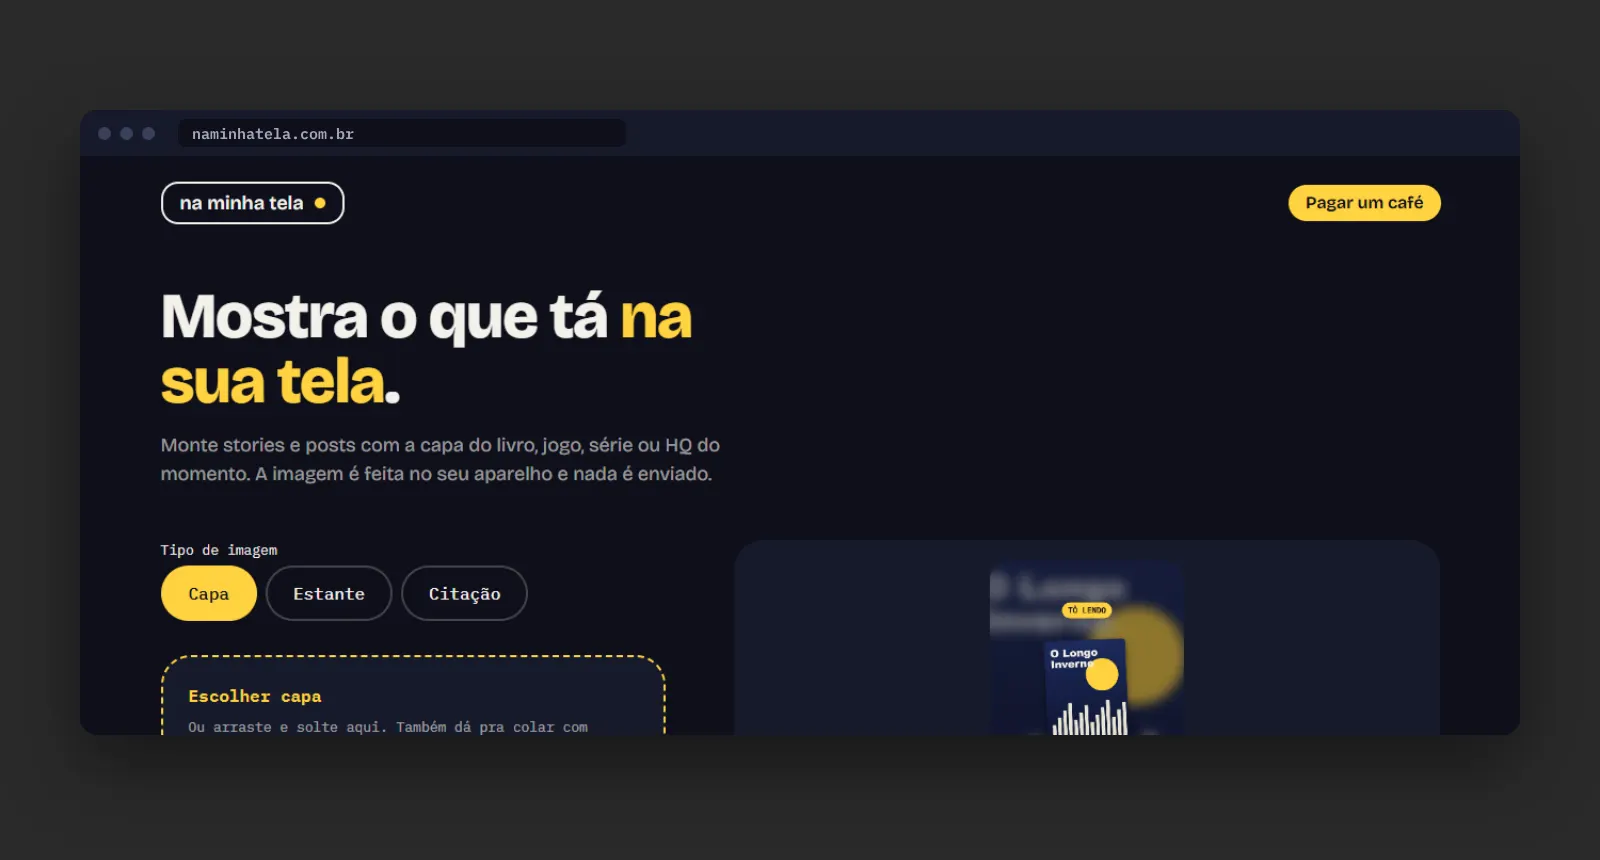 naminhatela.com.br
na minha tela
Pagar um café
Mostra o que tá na
sua tela.
Monte stories e posts com a capa do livro, jogo, série ou HQ do
momento. A imagem é feita no seu aparelho e nada é enviado.
Tipo de imagem
Capa
Estante
Citação
Escolher capa
Ou arraste e solte aqui. Também dá pra colar com
O Longo
TÔ LENDO
O Longo
Inverno